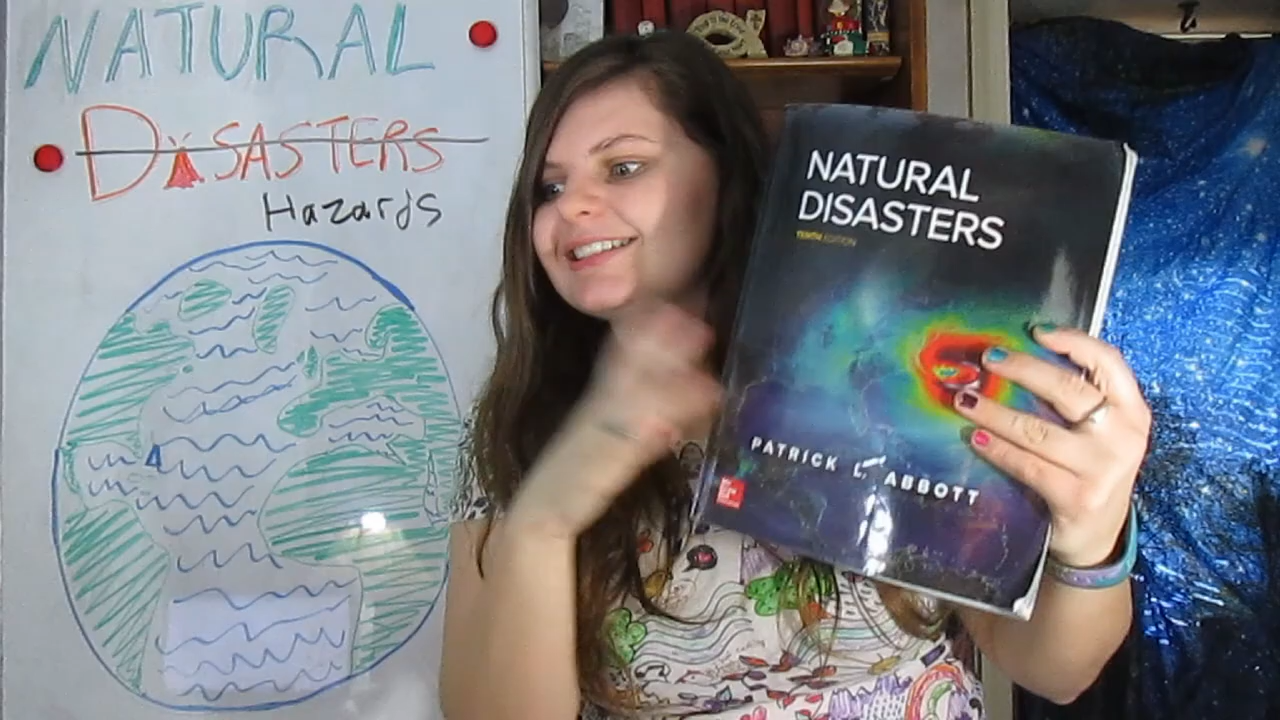 NATURAL
DiSASTERS
Hazards
NATURAL
DISASTERS
TENTH EDITION
PATRICK L. ABBOTT